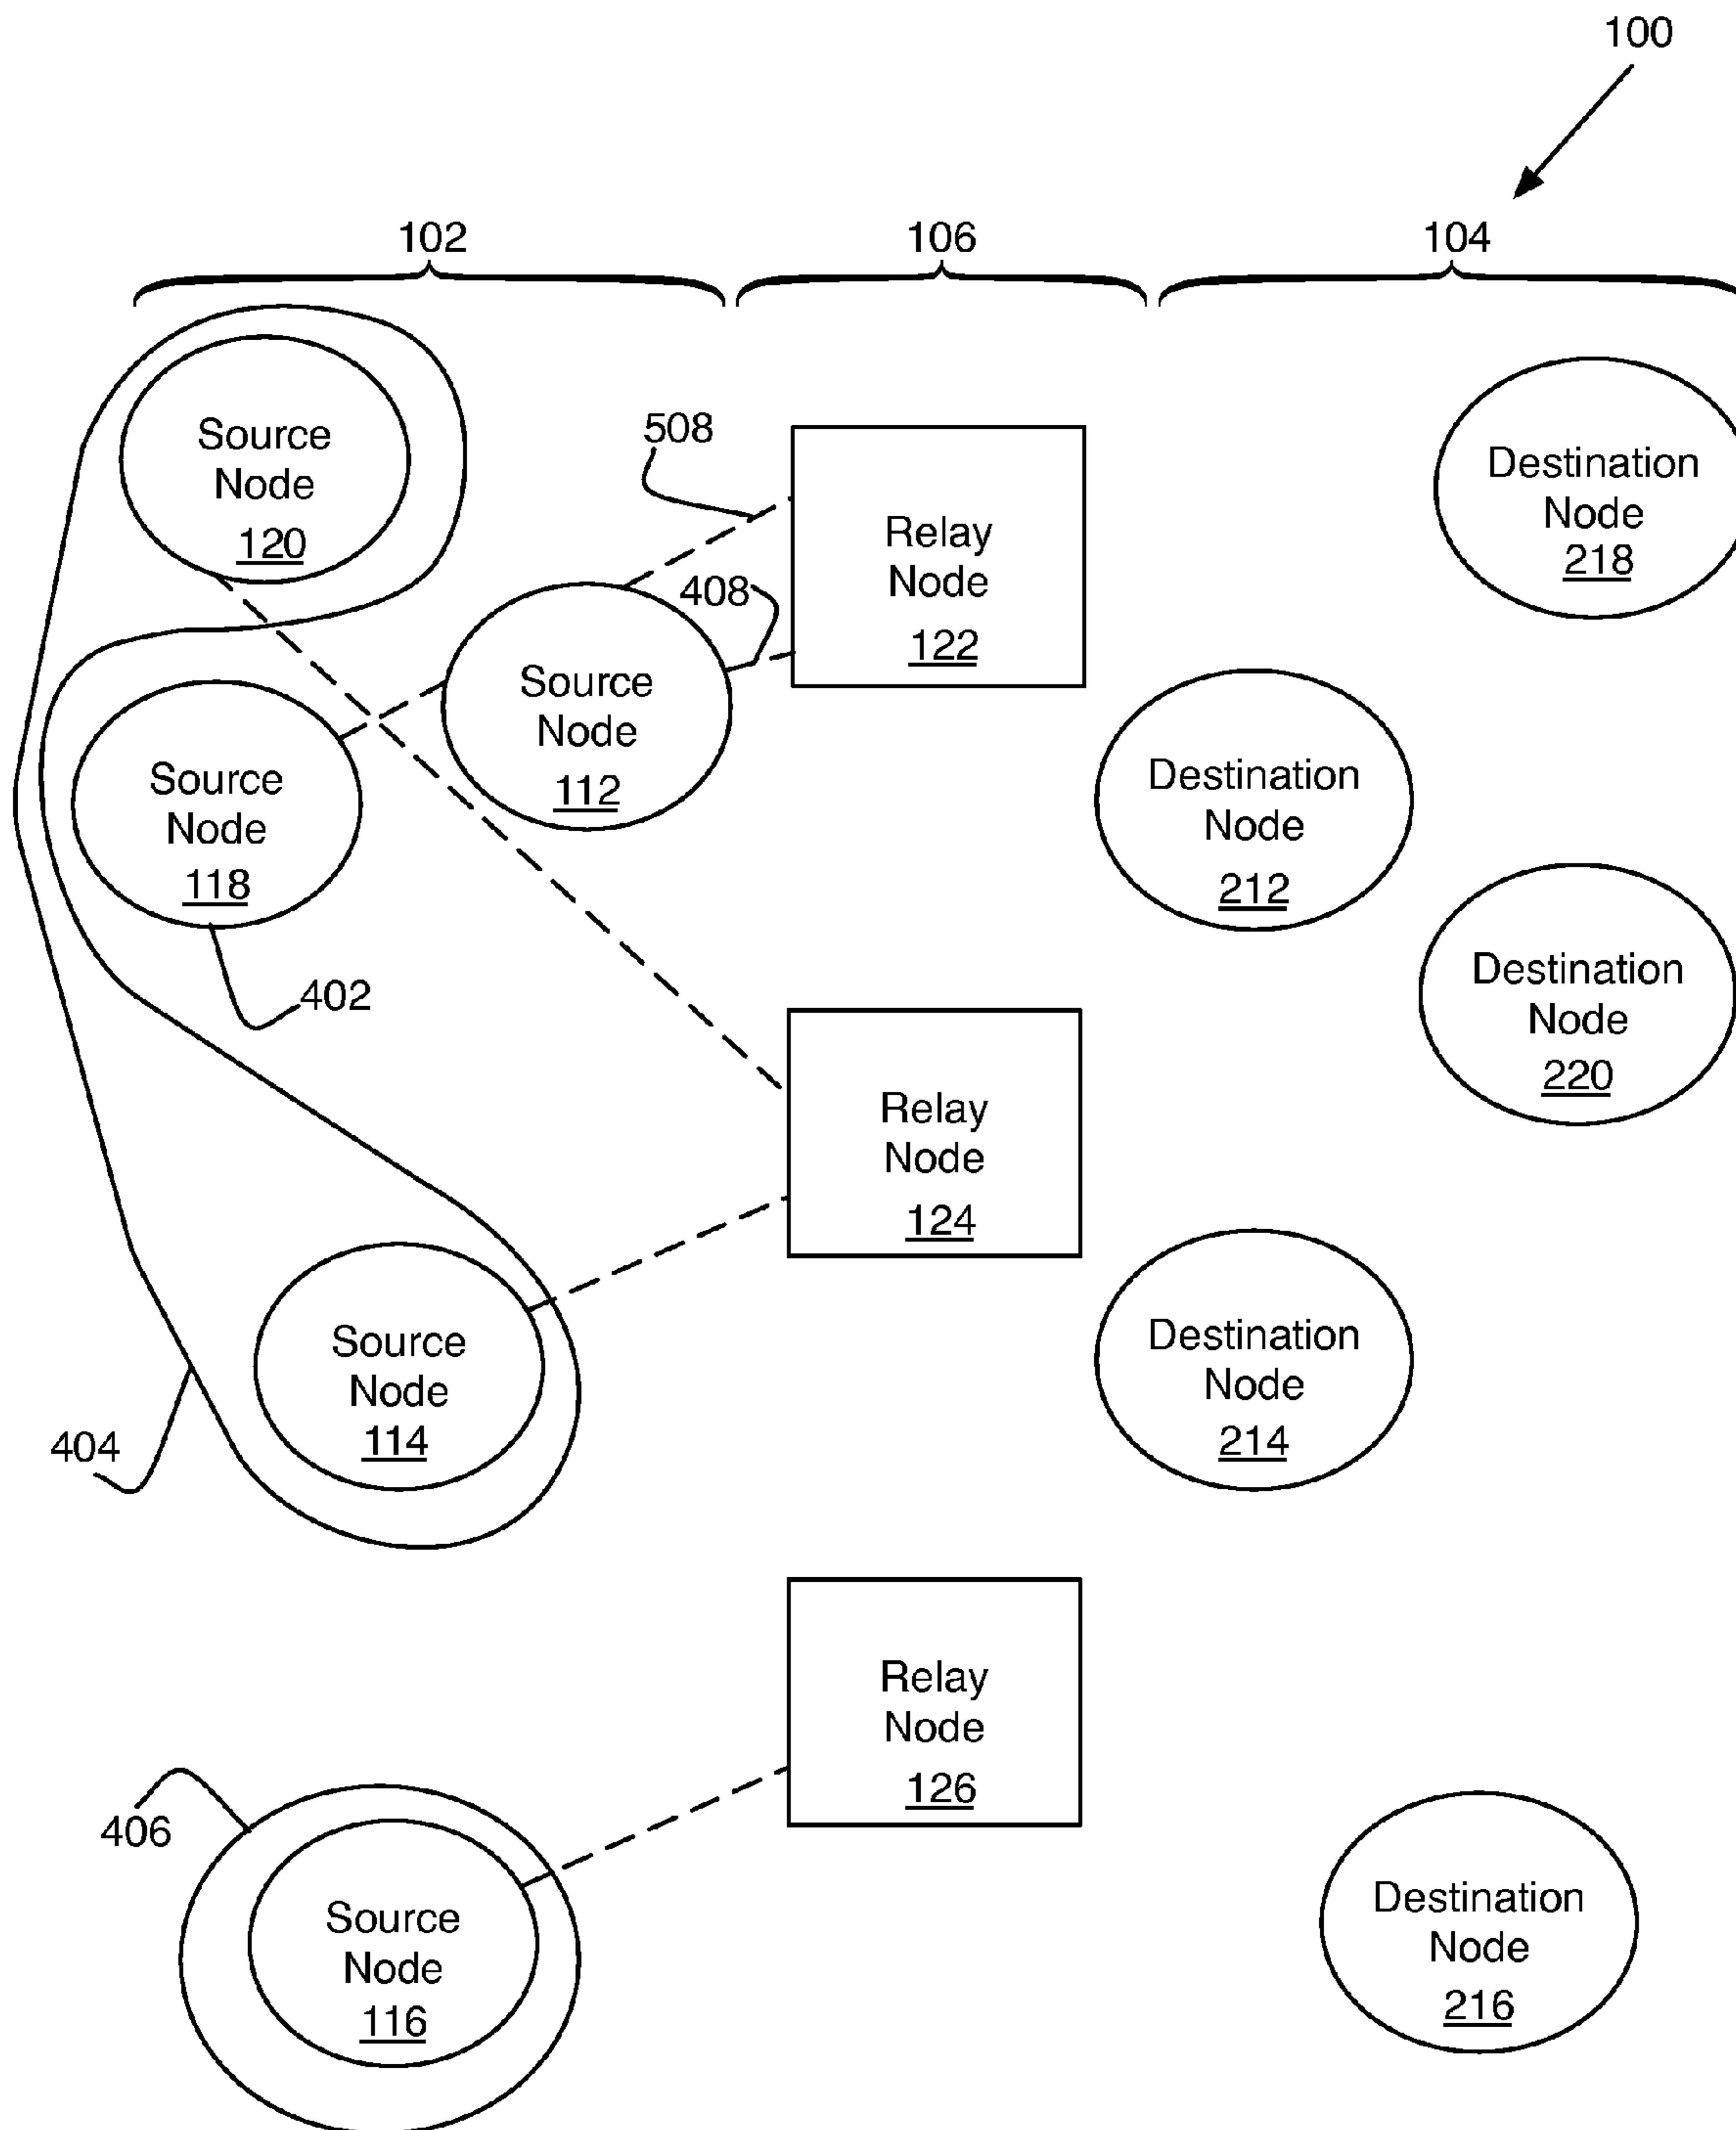 100
102
106
104
Source
Node
120
508
Relay
Node
122
Destination
Node
218
408
Source
Node
112
Source
Node
118
Destination
Node
212
402
Destination
Node
220
Relay
Node
124
Source
Node
114
404
Destination
Node
214
Relay
Node
126
406
Source
Node
116
Destination
Node
216